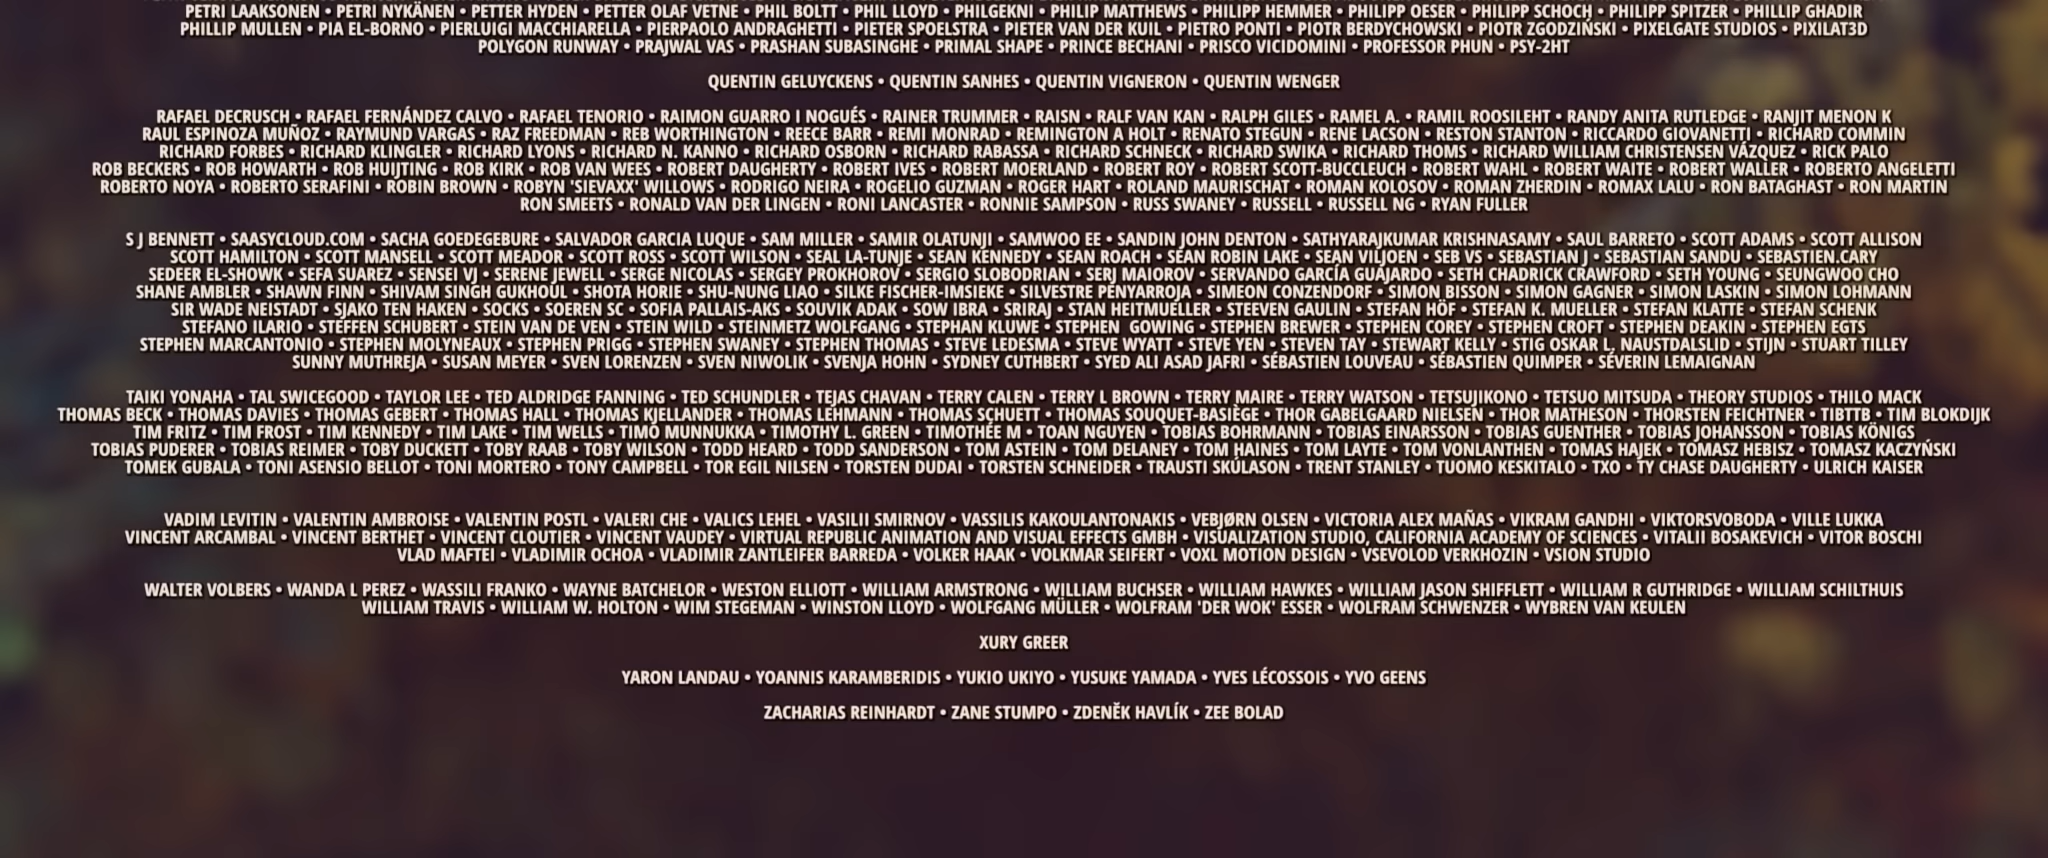 PETRI LAAKSONEN • PETRI NYKÄNEN • PETTER HYDEN • PETTER OLAF VETNE • PHIL BOLTT • PHIL LLOYD • PHILGEKNI • PHILIP MATTHEWS • PHILIPP HEMMER • PHILIPP OESER • PHILIPP SCHOCH • PHILIPP SPITZER • PHILLIP GHADIR
PHILLIP MULLEN • PIA EL-BORNO • PIERLUIGI MACCHIARELLA • PIERPAOLO ANDRAGHETTI • PIETER SPOELSTRA • PIETER VAN DER KUIL • PIETRO PONTI • PIOTR BERDYCHOWSKI • PIOTR ZGODZIŃSKI • PIXELGATE STUDIOS • PIXILAT3D
POLYGON RUNWAY • PRAJWAL VAS • PRASHAN SUBASINGHE • PRIMAL SHAPE • PRINCE BECHANI • PRISCO VICIDOMINI • PROFESSOR PHUN • PSY-2HT
QUENTIN GELUYCKENS • QUENTIN SANHES • QUENTIN VIGNERON • QUENTIN WENGER
RAFAEL DECRUSCH • RAFAEL FERNÁNDEZ CALVO • RAFAEL TENORIO • RAIMON GUARRO I NOGUÉS • RAINER TRUMMER • RAISN • RALF VAN KAN • RALPH GILES • RAMEL A. • RAMIL ROOSILEHT • RANDY ANITA RUTLEDGE • RANJIT MENON K
RAUL ESPINOZA MUÑOZ • RAYMUND VARGAS • RAZ FREEDMAN • REB WORTHINGTON • REECE BARR • REMI MONRAD • REMINGTON A HOLT • RENATO STEGUN • RENE LACSON • RESTON STANTON • RICCARDO GIOVANETTI • RICHARD COMMIN
RICHARD FORBES • RICHARD KLINGLER • RICHARD LYONS • RICHARD N. KANNO • RICHARD OSBORN • RICHARD RABASSA • RICHARD SCHNECK • RICHARD SWIKA • RICHARD THOMS • RICHARD WILLIAM CHRISTENSEN VÁZQUEZ • RICK PALO
ROB BECKERS • ROB HOWARTH • ROB HUIJTING • ROB KIRK • ROB VAN WEES • ROBERT DAUGHERTY • ROBERT IVES • ROBERT MOERLAND • ROBERT ROY • ROBERT SCOTT-BUCCLEUCH • ROBERT WAHL • ROBERT WAITE • ROBERT WALLER • ROBERTO ANGELETTI
ROBERTO NOYA • ROBERTO SERAFINI • ROBIN BROWN • ROBYN 'SIEVAXX' WILLOWS • RODRIGO NEIRA • ROGELIO GUZMAN • ROGER HART • ROLAND MAURISCHAT • ROMAN KOLOSOV • ROMAN ZHERDIN • ROMAX LALU • RON BATAGHAST • RON MARTIN
RON SMEETS • RONALD VAN DER LINGEN • RONI LANCASTER • RONNIE SAMPSON • RUSS SWANEY • RUSSELL • RUSSELL NG • RYAN FULLER
S J BENNETT • SAASYCLOUD.COM • SACHA GOEDEGEBURE • SALVADOR GARCIA LUQUE • SAM MILLER • SAMIR OLATUNJI • SAMWOO EE • SANDIN JOHN DENTON • SATHYARAJKUMAR KRISHNASAMY • SAUL BARRETO • SCOTT ADAMS • SCOTT ALLISON
SCOTT HAMILTON • SCOTT MANSELL • SCOTT MEADOR • SCOTT ROSS • SCOTT WILSON • SEAL LA-TUNJE • SEAN KENNEDY • SEAN ROACH • SEAN ROBIN LAKE • SEAN VILJOEN • SEB VS • SEBASTIAN J • SEBASTIAN SANDU • SEBASTIEN.CARY
SEDEER EL-SHOWK • SEFA SUAREZ • SENSEI VJ • SERENE JEWELL • SERGE NICOLAS • SERGEY PROKHOROV • SERGIO SLOBODRIAN • SERJ MAIOROV • SERVANDO GARCÍA GUAJARDO • SETH CHADRICK CRAWFORD • SETH YOUNG • SEUNGWOO CHO
SHANE AMBLER • SHAWN FINN • SHIVAM SINGH GUKHOUL • SHOTA HORIE • SHU-NUNG LIAO • SILKE FISCHER-IMSIEKE • SILVESTRE PENYARROJA • SIMEON CONZENDORF • SIMON BISSON • SIMON GAGNER • SIMON LASKIN • SIMON LOHMANN
SIR WADE NEISTADT • SJAKO TEN HAKEN • SOCKS • SOEREN SC • SOFIA PALLAIS-AKS • SOUVIK ADAK • SOW IBRA • SRIRAJ • STAN HEITMUELLER • STEEVEN GAULIN • STEFAN HÖF • STEFAN K. MUELLER • STEFAN KLATTE • STEFAN SCHENK
STEFANO ILARIO • STEFFEN SCHUBERT • STEIN VAN DE VEN • STEIN WILD • STEINMETZ WOLFGANG • STEPHAN KLUWE • STEPHEN  GOWING • STEPHEN BREWER • STEPHEN COREY • STEPHEN CROFT • STEPHEN DEAKIN • STEPHEN EGTS
STEPHEN MARCANTONIO • STEPHEN MOLYNEAUX • STEPHEN PRIGG • STEPHEN SWANEY • STEPHEN THOMAS • STEVE LEDESMA • STEVE WYATT • STEVE YEN • STEVEN TAY • STEWART KELLY • STIG OSKAR L. NAUSTDALSLID • STIJN • STUART TILLEY
SUNNY MUTHREJA • SUSAN MEYER • SVEN LORENZEN • SVEN NIWOLIK • SVENJA HOHN • SYDNEY CUTHBERT • SYED ALI ASAD JAFRI • SÉBASTIEN LOUVEAU • SÉBASTIEN QUIMPER • SÉVERIN LEMAIGNAN
TAIKI YONAHA • TAL SWICEGOOD • TAYLOR LEE • TED ALDRIDGE FANNING • TED SCHUNDLER • TEJAS CHAVAN • TERRY CALEN • TERRY L BROWN • TERRY MAIRE • TERRY WATSON • TETSUJIKONO • TETSUO MITSUDA • THEORY STUDIOS • THILO MACK
THOMAS BECK • THOMAS DAVIES • THOMAS GEBERT • THOMAS HALL • THOMAS KJELLANDER • THOMAS LEHMANN • THOMAS SCHUETT • THOMAS SOUQUET-BASIÈGE • THOR GABELGAARD NIELSEN • THOR MATHESON • THORSTEN FEICHTNER • TIBTTB • TIM BLOKDIJK
TIM FRITZ • TIM FROST • TIM KENNEDY • TIM LAKE • TIM WELLS • TIMO MUNNUKKA • TIMOTHY L. GREEN • TIMOTHÉE M • TOAN NGUYEN • TOBIAS BOHRMANN • TOBIAS EINARSSON • TOBIAS GUENTHER • TOBIAS JOHANSSON • TOBIAS KÖNIGS
TOBIAS PUDERER • TOBIAS REIMER • TOBY DUCKETT • TOBY RAAB • TOBY WILSON • TODD HEARD • TODD SANDERSON • TOM ASTEIN • TOM DELANEY • TOM HAINES • TOM LAYTE • TOM VONLANTHEN • TOMAS HAJEK • TOMASZ HEBISZ • TOMASZ KACZYŃSKI
TOMEK GUBALA • TONI ASENSIO BELLOT • TONI MORTERO • TONY CAMPBELL • TOR EGIL NILSEN • TORSTEN DUDAI • TORSTEN SCHNEIDER • TRAUSTI SKÚLASON • TRENT STANLEY • TUOMO KESKITALO • TXO • TY CHASE DAUGHERTY • ULRICH KAISER
VADIM LEVITIN • VALENTIN AMBROISE • VALENTIN POSTL • VALERI CHE • VALICS LEHEL • VASILII SMIRNOV • VASSILIS KAKOULANTONAKIS • VEBJØRN OLSEN • VICTORIA ALEX MAÑAS • VIKRAM GANDHI • VIKTORSVOBODA • VILLE LUKKA
VINCENT ARCAMBAL • VINCENT BERTHET • VINCENT CLOUTIER • VINCENT VAUDEY • VIRTUAL REPUBLIC ANIMATION AND VISUAL EFFECTS GMBH • VISUALIZATION STUDIO, CALIFORNIA ACADEMY OF SCIENCES • VITALII BOSAKEVICH • VITOR BOSCHI
VLAD MAFTEI • VLADIMIR OCHOA • VLADIMIR ZANTLEIFER BARREDA • VOLKER HAAK • VOLKMAR SEIFERT • VOXL MOTION DESIGN • VSEVOLOD VERKHOZIN • VSION STUDIO
WALTER VOLBERS • WANDA L PEREZ • WASSILI FRANKO • WAYNE BATCHELOR • WESTON ELLIOTT • WILLIAM ARMSTRONG • WILLIAM BUCHSER • WILLIAM HAWKES • WILLIAM JASON SHIFFLETT • WILLIAM R GUTHRIDGE • WILLIAM SCHILTHUIS
WILLIAM TRAVIS • WILLIAM W. HOLTON • WIM STEGEMAN • WINSTON LLOYD • WOLFGANG MÜLLER • WOLFRAM 'DER WOK' ESSER • WOLFRAM SCHWENZER • WYBREN VAN KEULEN
XURY GREER
YARON LANDAU • YOANNIS KARAMBERIDIS • YUKIO UKIYO • YUSUKE YAMADA • YVES LÉCOSSOIS • YVO GEENS
ZACHARIAS REINHARDT • ZANE STUMPO • ZDENĚK HAVLÍK • ZEE BOLAD